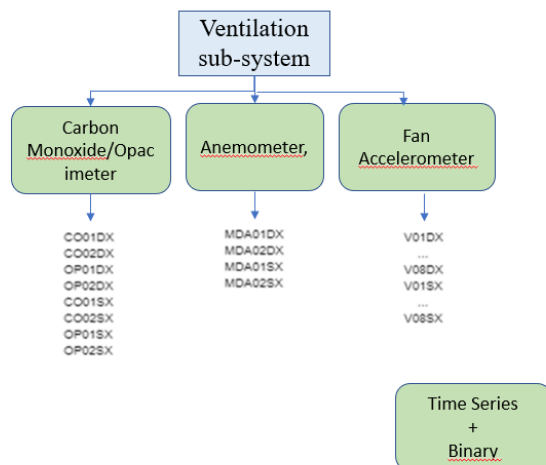 Ventilation
sub-system
Carbon
Monoxide/Opac
imeter
Anemometer,
Fan
Accelerometer
CO01DX
CO02DX
OP01DX
OP02DX
CO01SX
CO02SX
OP01SX
OP02SX
MDA01DX
MDA02DX
MDA01SX
MDA02SX
V01DX
...
V08DX
V01SX
...
V08SX
Time Series
+
Binary